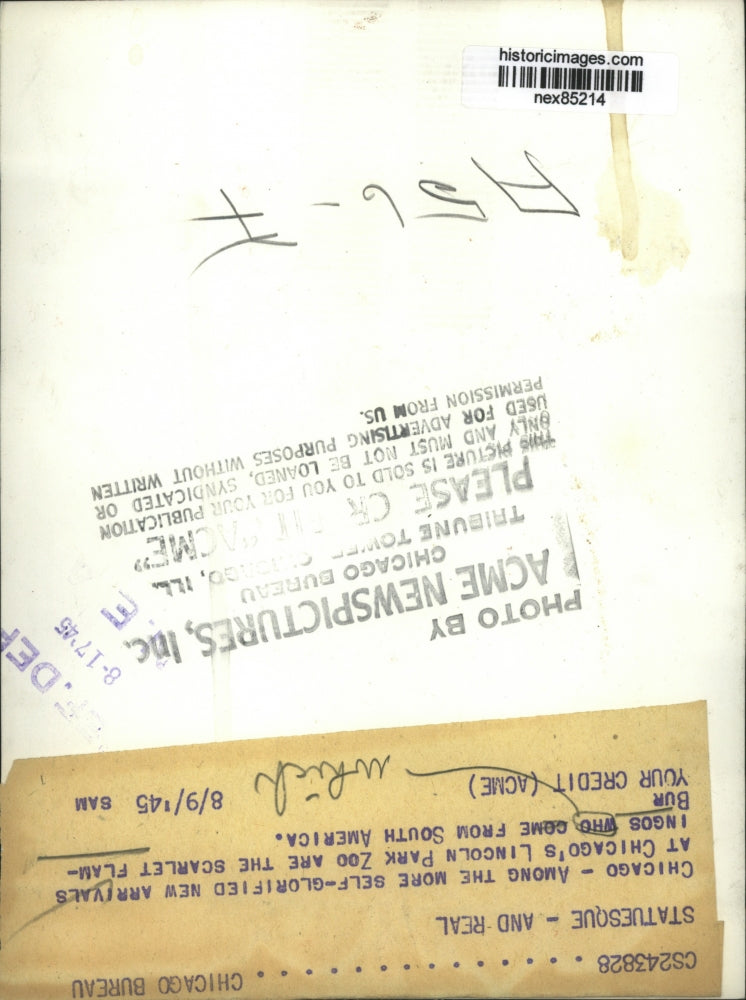 historicimages.com
nex85214
CS243828 . . . . . . . . . . . . . . . CHICAGO BUREAU
STATUESQUE - AND REAL
CHICAGO - AMONG THE MORE SELF-GLORIFIED NEW ARRIVALS
AT CHICAGO'S LINCOLN PARK ZOO ARE THE SCARLET FLAM-
INGOS WHO COME FROM SOUTH AMERICA.
BUR
YOUR CREDIT (ACME) 8/9/'45 SAM
which
PHOTO BY
ACME NEWSPICTURES, Inc.
CHICAGO BUREAU
TRIBUNE TOWER CHICAGO, ILL.
PLEASE CREDIT "ACME"
THIS PICTURE IS SOLD TO YOU FOR YOUR PUBLICATION
ONLY AND MUST NOT BE LOANED, SYNDICATED OR
USED FOR ADVERTISING PURPOSES WITHOUT WRITTEN
PERMISSION FROM US.
REF. DEP
8-17-45
N. E.